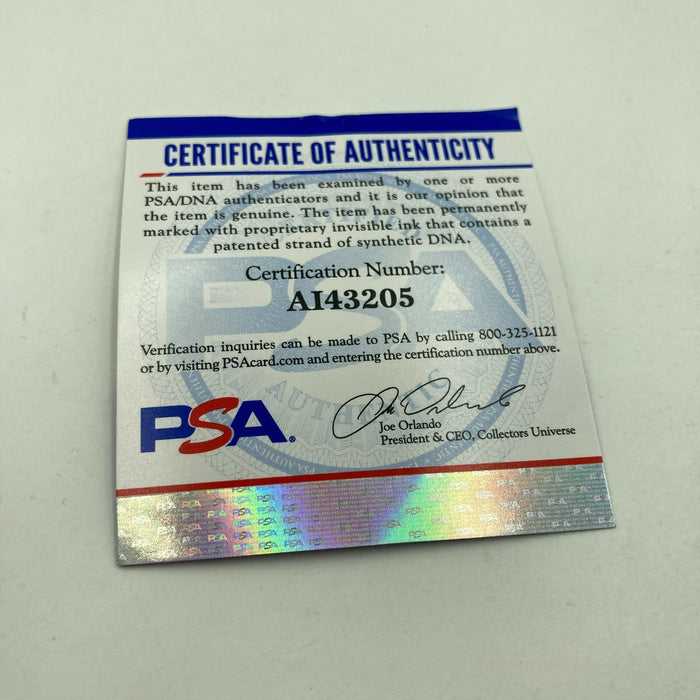 CERTIFICATE OF AUTHENTICITY
This item has been examined by one or more
PSA/DNA authenticators and it is our opinion that
the item is genuine. The item has been permanently
marked with proprietary invisible ink that contains a
patented strand of synthetic DNA.
Certification Number:
AI43205
Verification inquiries can be made to PSA by calling 800-325-1121
or by visiting PSAcard.com and entering the certification number above.
PSA
Joe Orlando
President & CEO, Collectors Universe